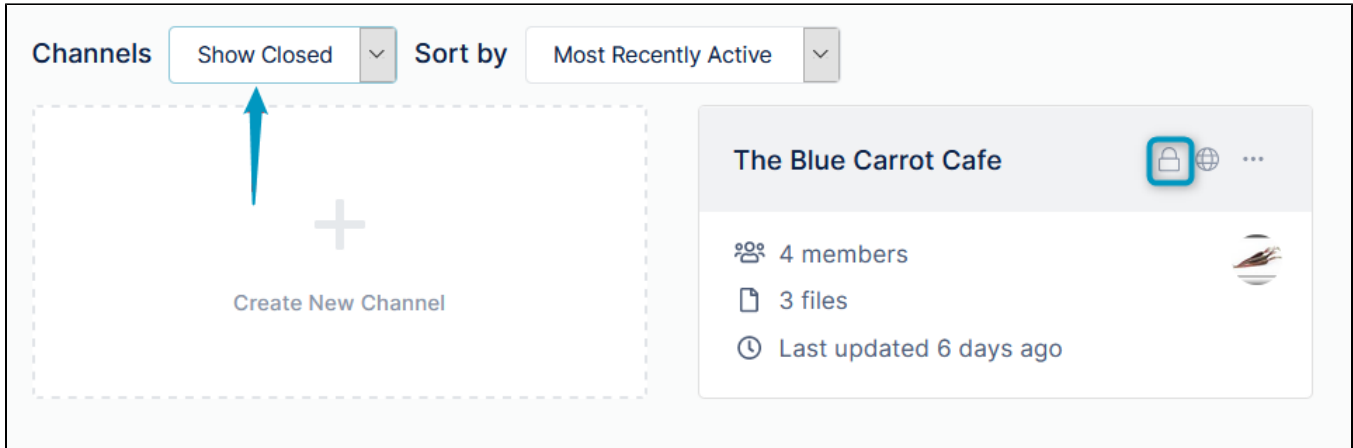 Channels Show Closed Sort by Most Recently Active
Create New Channel
The Blue Carrot Cafe
4 members
3 files
Last updated 6 days ago